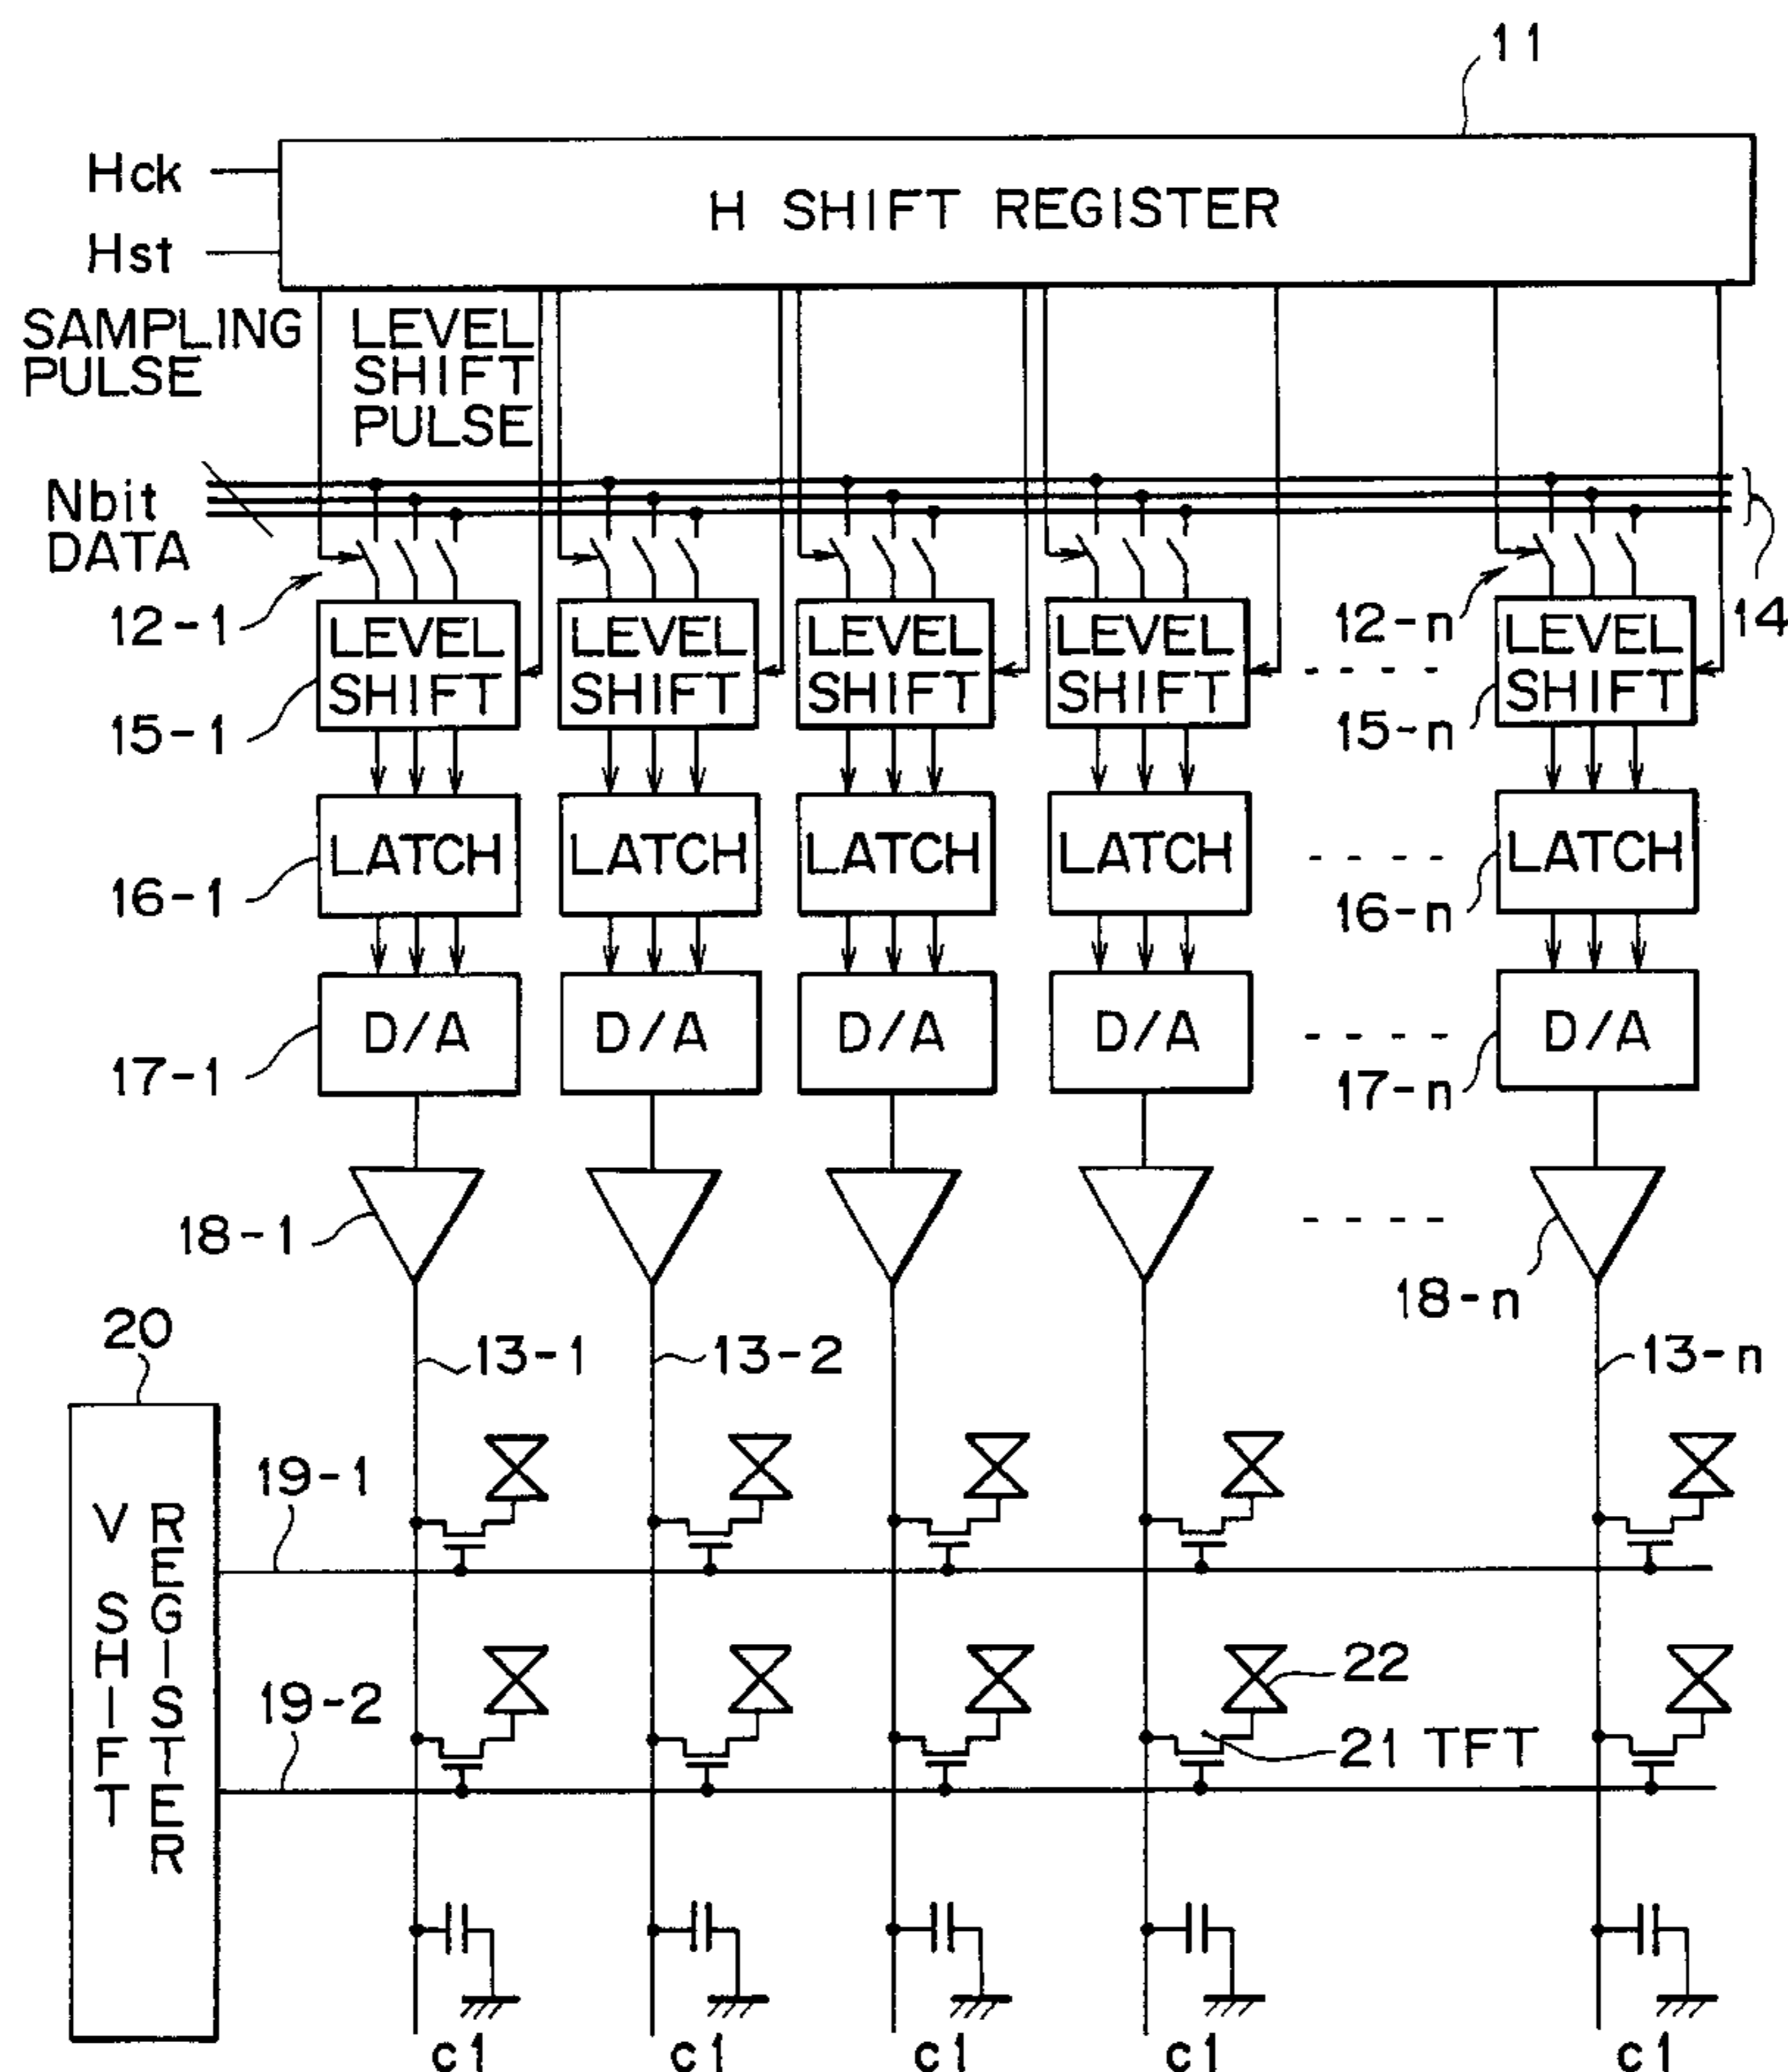 11
Hck
H SHIFT REGISTER
Hst
SAMPLING
PULSE
LEVEL
SHIFT
PULSE
Nbit
DATA
14
12-1
12-n
LEVEL
SHIFT
LEVEL
SHIFT
LEVEL
SHIFT
LEVEL
SHIFT
- - - -
LEVEL
SHIFT
15-1
15-n
LATCH
LATCH
LATCH
LATCH
- - - -
LATCH
16-1
16-n
D/A
D/A
D/A
D/A
- - - -
D/A
17-1
17-n
18-1
- - - -
18-n
20
13-1
13-2
13-n
19-1
V SHIFT
REGISTER
19-2
22
21 TFT
c1
c1
c1
c1
c1